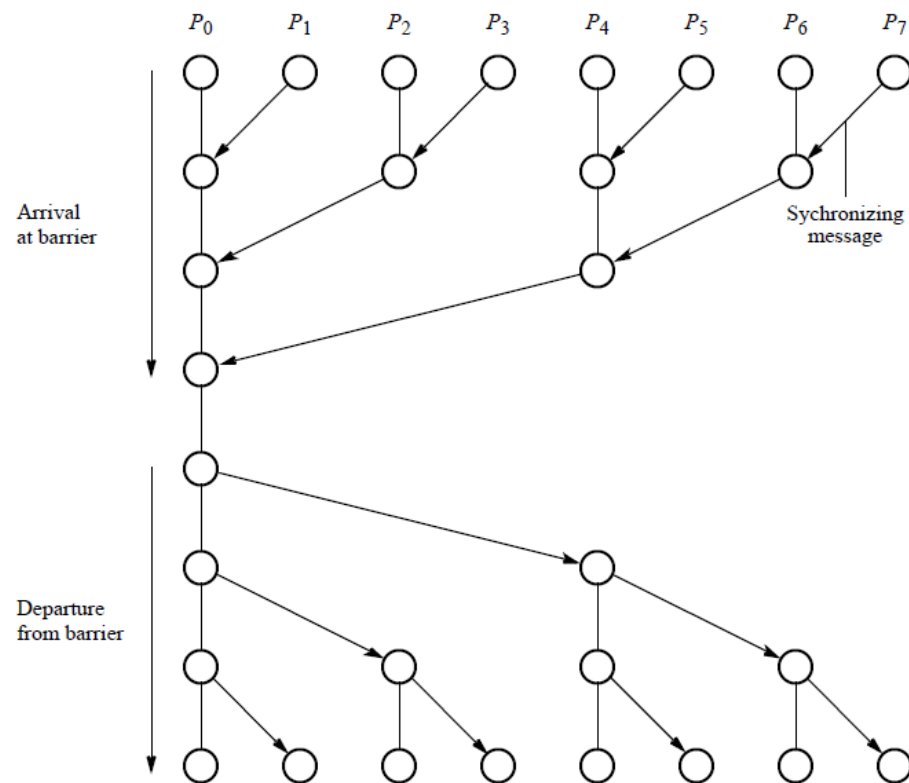 P0 P1 P2 P3 P4 P5 P6 P7
Arrival
at barrier
Sychronizing
message
Departure
from barrier